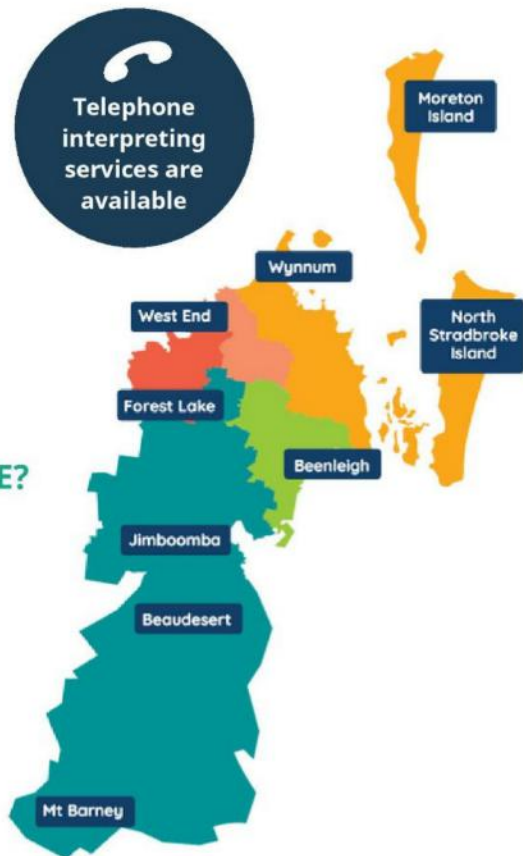 Telephone
interpreting
services are
available
Moreton
Island
Wynnum
West End
North
Stradbroke
Island
Forest Lake
Beenleigh
E?
Jimboomba
Beaudesert
Mt Barney